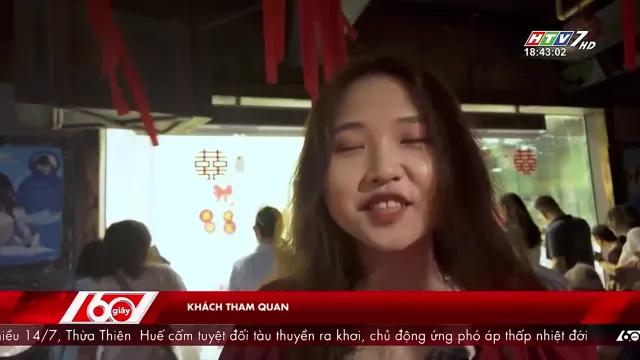 HTV7 HD
18:43:02
囍
囍
60 giây
KHÁCH THAM QUAN
hiều 14/7, Thừa Thiên Huế cấm tuyệt đối tàu thuyền ra khơi, chủ động ứng phó áp thấp nhiệt đới